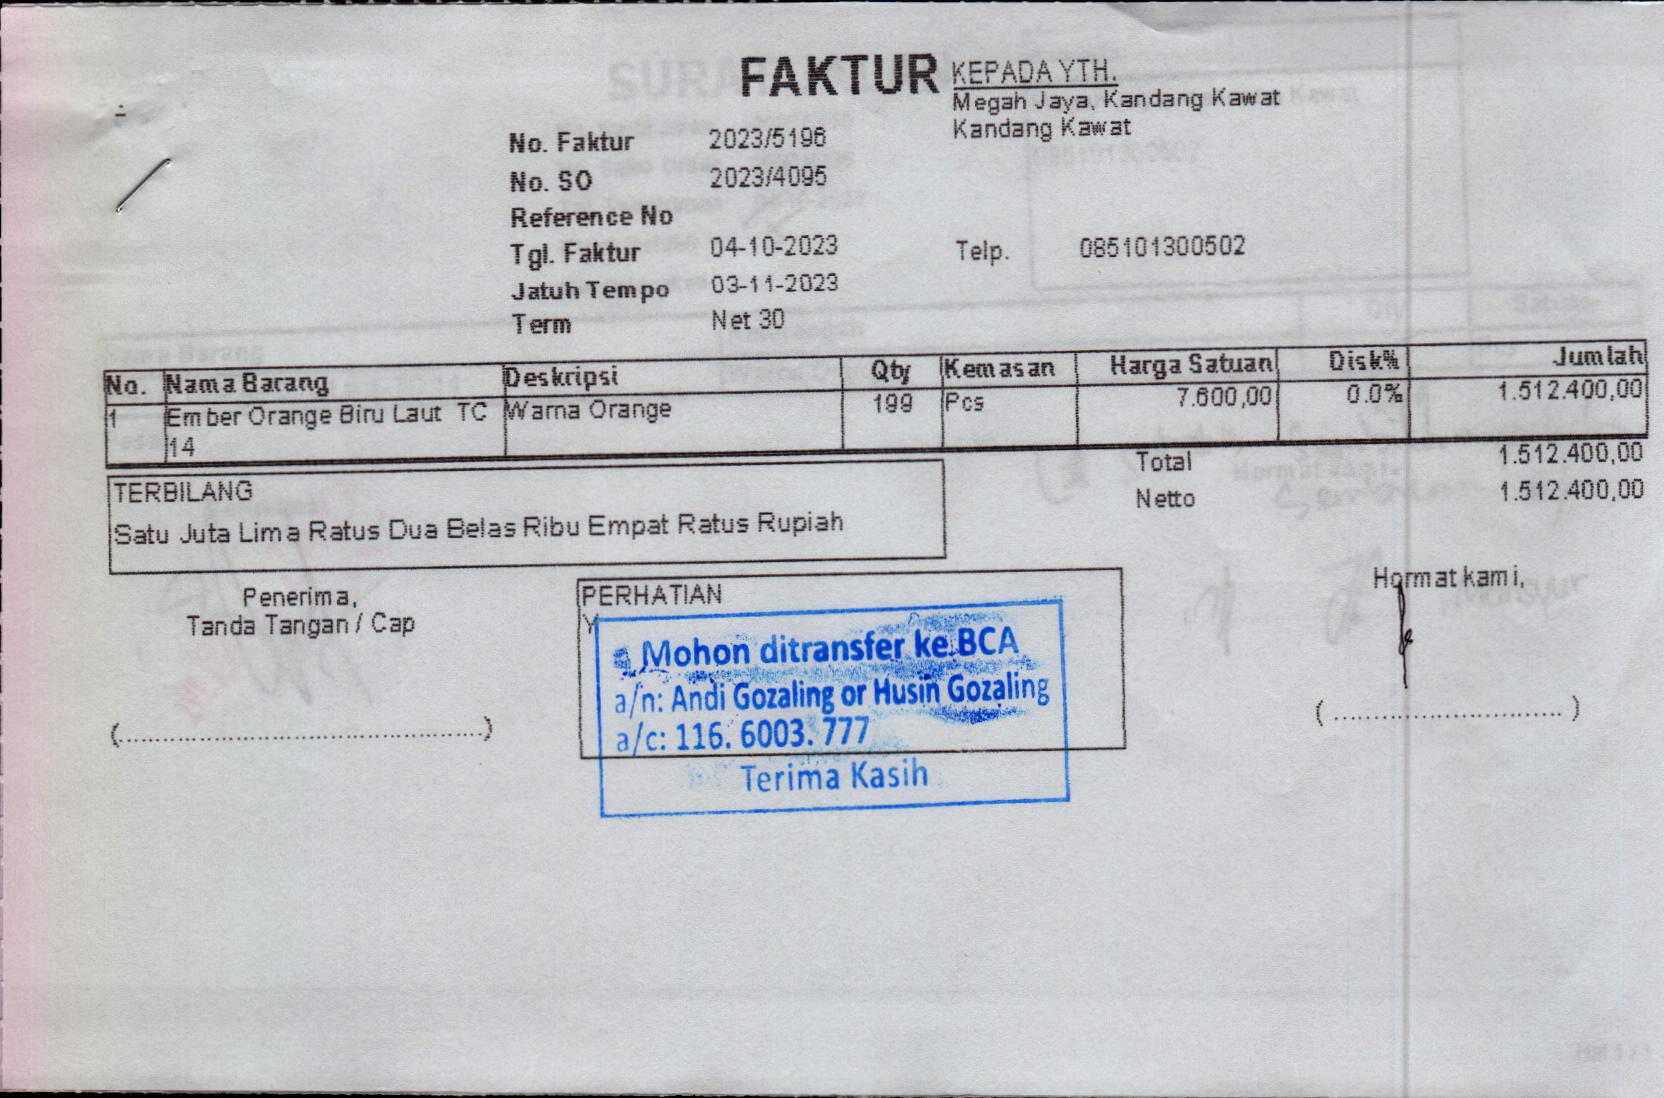 FAKTUR
KEPADA YTH.
Megah Jaya, Kandang Kawat
Kandang Kawat
No. Faktur 2023/5196
No. SO 2023/4095
Reference No
Tgl. Faktur 04-10-2023
Telp. 085101300502
Jatuh Tempo 03-11-2023
Term Net 30
No. Nama Barang Deskripsi Qty Kemasan Harga Satuan Disk% Jumlah
1 Ember Orange Biru Laut TC Warna Orange 199 Pcs 7.600,00 0.0% 1.512.400,00
14
Total 1.512.400,00
Netto 1.512.400,00
TERBILANG
Satu Juta Lima Ratus Dua Belas Ribu Empat Ratus Rupiah
Penerima,
Tanda Tangan / Cap
PERHATIAN
Y
Mohon ditransfer ke BCA
a/n: Andi Gozaling or Husin Gozaling
a/c: 116. 6003. 777
Terima Kasih
Hormat kami,
(..................................................)
( ............................... )